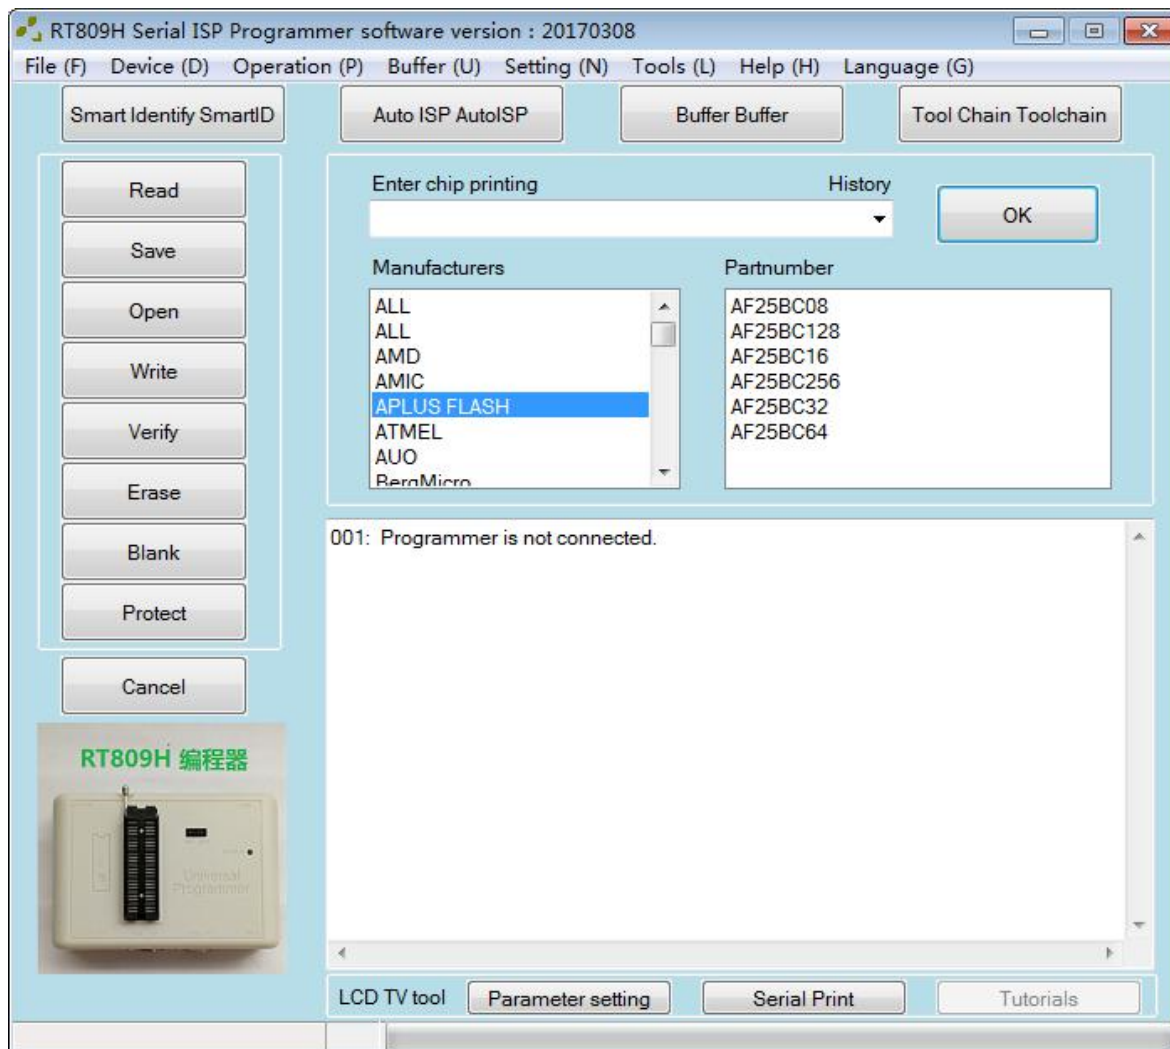 RT809H Serial ISP Programmer software version : 20170308
File (F) Device (D) Operation (P) Buffer (U) Setting (N) Tools (L) Help (H) Language (G)
Smart Identify SmartID
Auto ISP AutoISP
Buffer Buffer
Tool Chain Toolchain
Read
Save
Open
Write
Verify
Erase
Blank
Protect
Cancel
RT809H 编程器
Universal
Programmer
Enter chip printing
History
OK
Manufacturers
ALL
ALL
AMD
AMIC
APLUS FLASH
ATMEL
AUO
BergMicro
Partnumber
AF25BC08
AF25BC128
AF25BC16
AF25BC256
AF25BC32
AF25BC64
001: Programmer is not connected.
LCD TV tool
Parameter setting
Serial Print
Tutorials